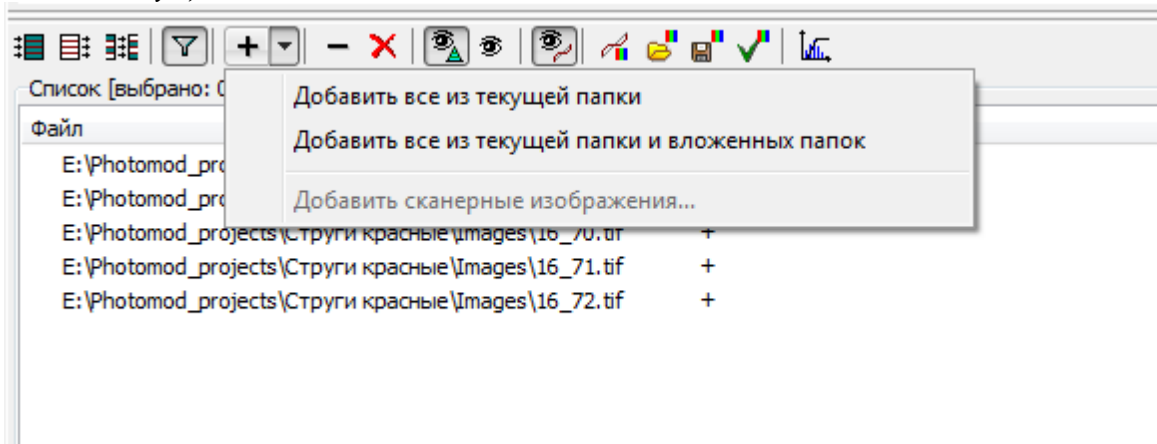 Список [выбрано: 0
Добавить все из текущей папки
Файл
Добавить все из текущей папки и вложенных папок
E:\Photomod_pro
E:\Photomod_pro
Добавить сканерные изображения...
E:\Photomod_projects\Струги красные\Images\16_70.tif +
E:\Photomod_projects\Струги красные\Images\16_71.tif +
E:\Photomod_projects\Струги красные\Images\16_72.tif +